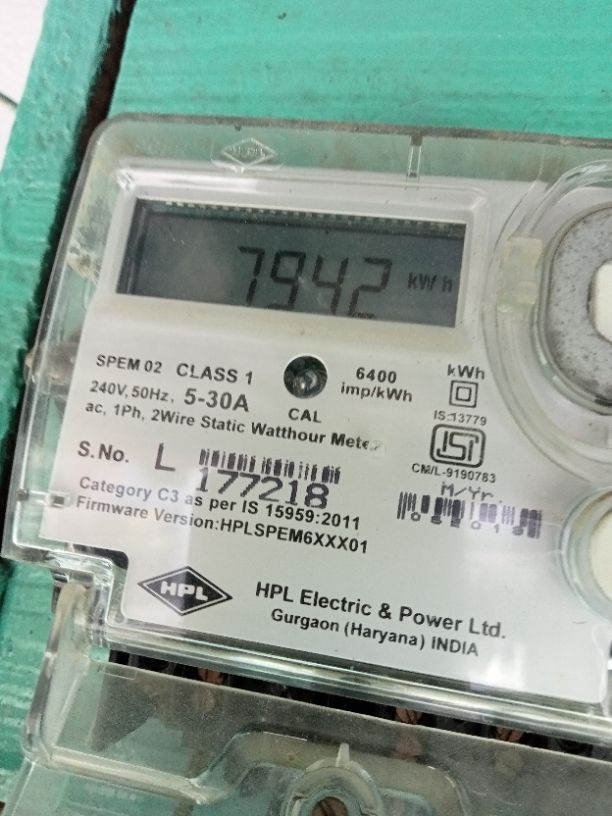 7942 kWh
SPEM 02 CLASS 1
240V, 50Hz, 5-30A
ac, 1Ph, 2Wire Static Watthour Meter
CAL
6400
imp/kWh
kWh
IS:13779
ISI
CM/L-9190783
M/Yr.
S.No. L 177218
Category C3 as per IS 15959:2011
Firmware Version:HPLSPEM6XXX01
HPL
HPL Electric & Power Ltd.
Gurgaon (Haryana) INDIA